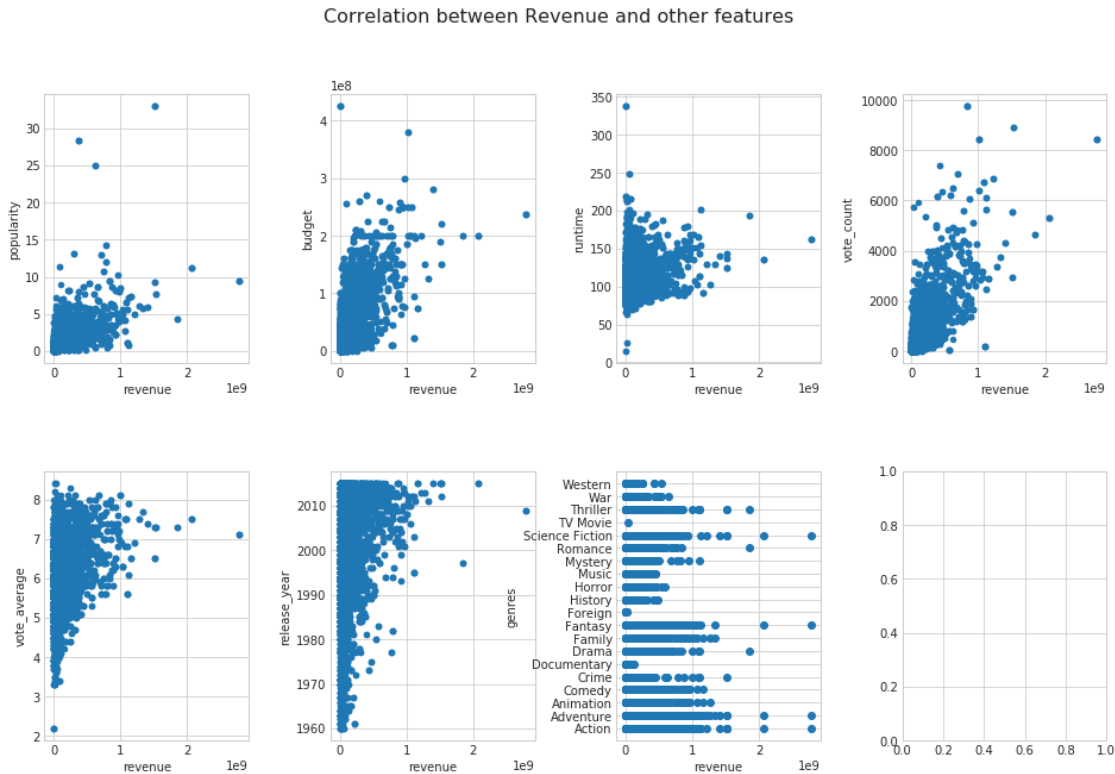 Correlation between Revenue and other features
popularity
30
25
20
15
10
5
0
0 1 2
revenue
1e9
1e8
budget
4
3
2
1
0
0 1 2
revenue
1e9
runtime
350
300
250
200
150
100
50
0
0 1 2
revenue
1e9
vote_count
10000
8000
6000
4000
2000
0
0 1 2
revenue
1e9
vote_average
8
7
6
5
4
3
2
0 1 2
revenue
1e9
release_year
2015
2009
2000
1990
1980
1971
1960
0 1 2
revenue
1e9
genres
Western
War
Thriller
TV Movie
Science Fiction
Romance
Mystery
Music
Horror
History
Foreign
Fantasy
Family
Drama
Documentary
Crime
Comedy
Animation
Adventure
Action
0 1 2
revenue
1e9
1.0
0.8
0.6
0.4
0.2
0.0
0.0 0.2 0.4 0.6 0.8 1.0